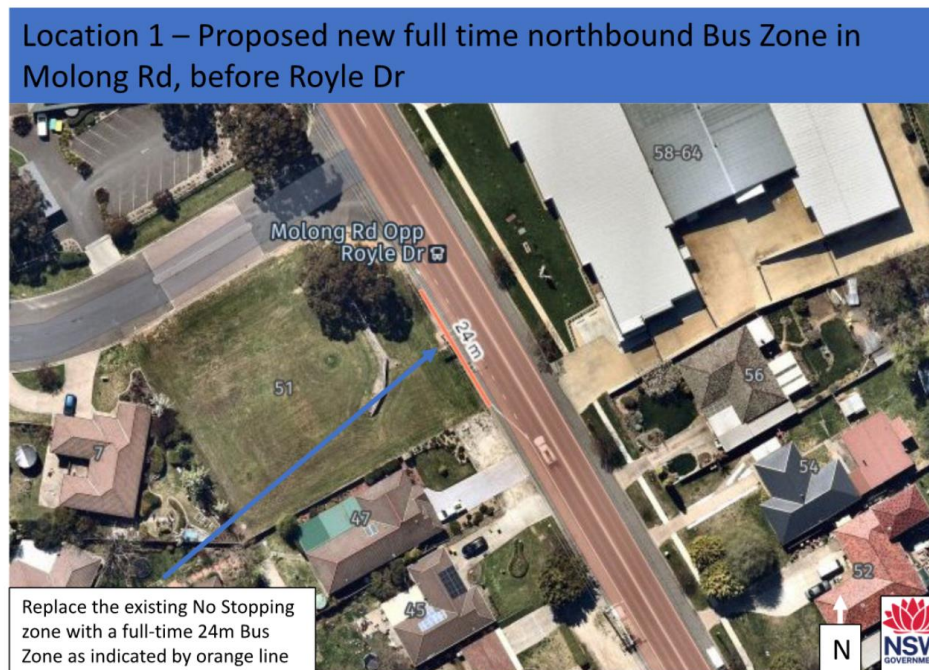 Location 1 – Proposed new full time northbound Bus Zone in
Molong Rd, before Royle Dr
58-64
Molong Rd Opp
Royle Dr
24 m
51
56
7
54
47
52
45
Replace the existing No Stopping
zone with a full-time 24m Bus
Zone as indicated by orange line
N
NSW
GOVERNMENT